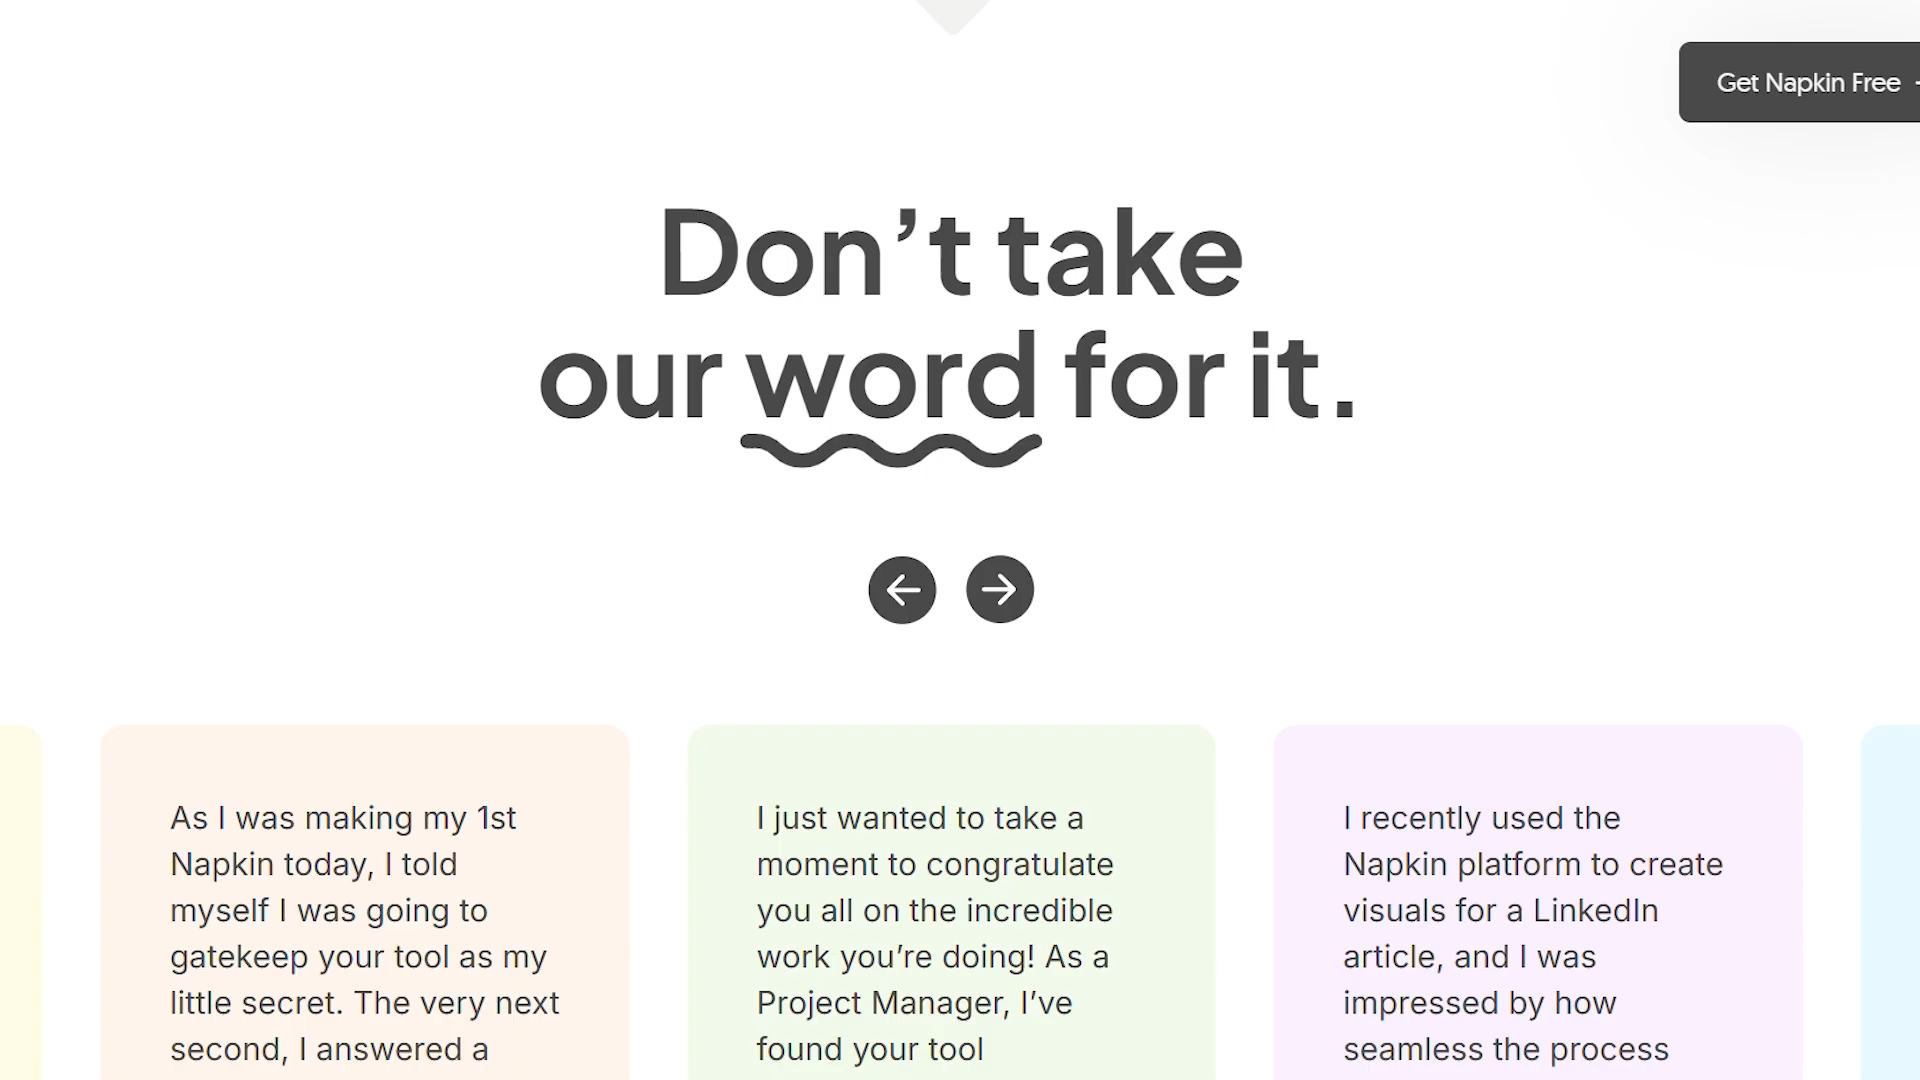 Get Napkin Free
Don’t take
our word for it.
As I was making my 1st
Napkin today, I told
myself I was going to
gatekeep your tool as my
little secret. The very next
second, I answered a
I just wanted to take a
moment to congratulate
you all on the incredible
work you’re doing! As a
Project Manager, I’ve
found your tool
I recently used the
Napkin platform to create
visuals for a LinkedIn
article, and I was
impressed by how
seamless the process